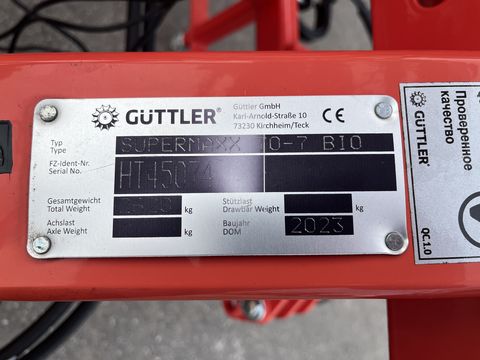 GÜTTLER®
Güttler GmbH
Karl-Arnold-Straße 10
73230 Kirchheim/Teck
CE
Typ
Type
SUPERMAXX
0-7 BIO
FZ-Ident-Nr.
Serial No.
Gesamtgewicht
Total Weight
kg
Stützlast
Drawbar Weight
kg
Achslast
Axle Weight
kg
Baujahr
DOM
2023
GÜTTLER
Проверенное
качество
QC.1.0